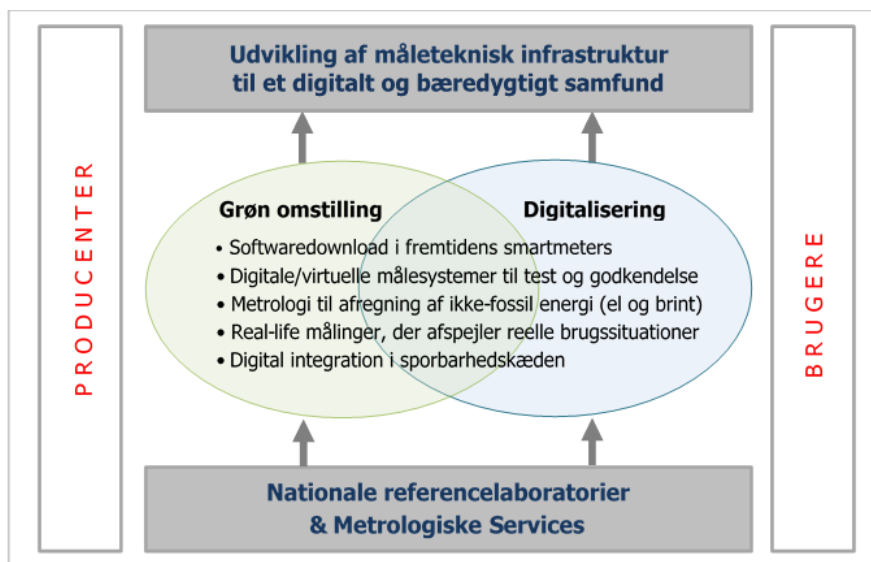 Udvikling af måleteknisk infrastruktur
til et digitalt og bæredygtigt samfund
PRODUCENTER
Grøn omstilling
Digitalisering
• Softwaredownload i fremtidens smartmeters
• Digitale/virtuelle målesystemer til test og godkendelse
• Metrologi til afregning af ikke-fossil energi (el og brint)
• Real-life målinger, der afspejler reelle brugssituationer
• Digital integration i sporbarhedskæden
BRUGERE
Nationale referencelaboratorier
& Metrologiske Services